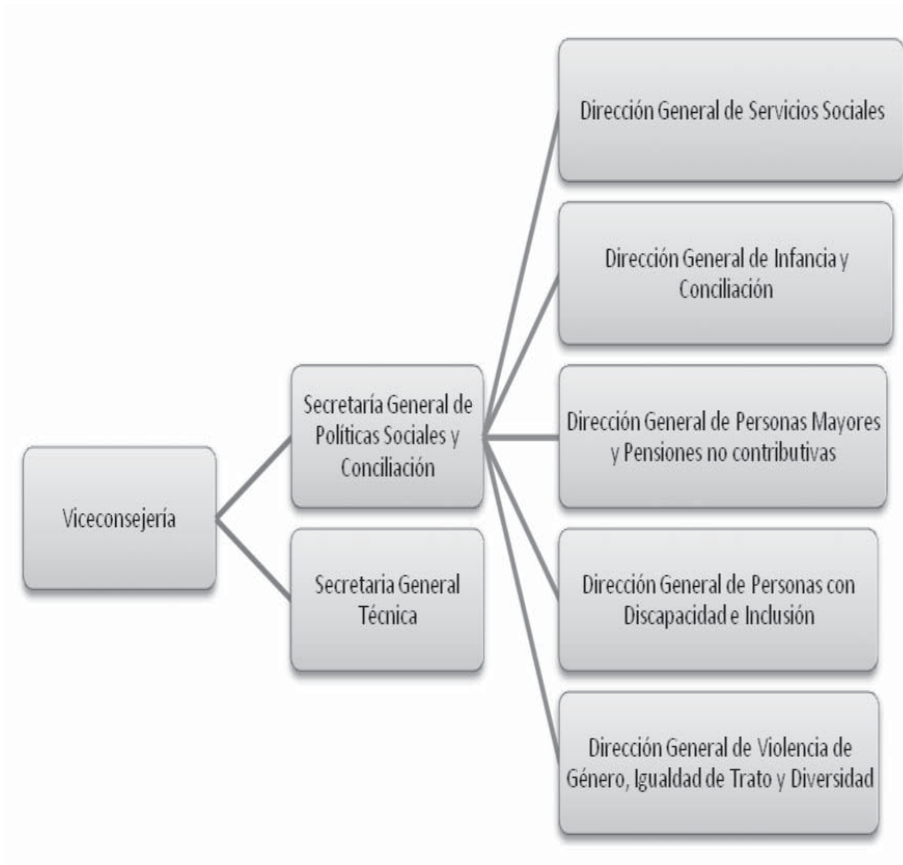 Viceconsejería
Secretaría General de
Políticas Sociales y
Conciliación
Secretaria General
Técnica
Dirección General de Servicios Sociales
Dirección General de Infancia y
Conciliación
Dirección General de Personas Mayores
y Pensiones no contributivas
Dirección General de Personas con
Discapacidad e Inclusión
Dirección General de Violencia de
Género, Igualdad de Trato y Diversidad